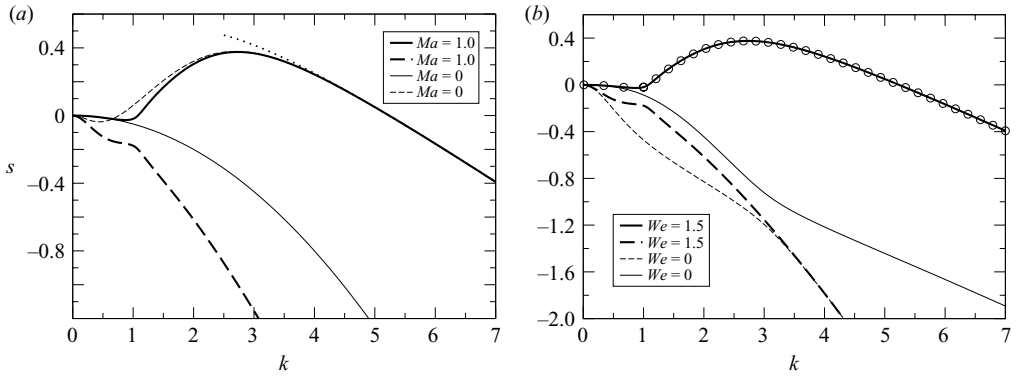 (a)
0.4
0
−0.4
−0.8
s
0 1 2 3 4 5 6 7
k
Ma = 1.0
Ma = 1.0
Ma = 0
Ma = 0
(b)
0.4
0
−0.4
−0.8
−1.2
−1.6
−2.0
0 1 2 3 4 5 6 7
k
We = 1.5
We = 1.5
We = 0
We = 0